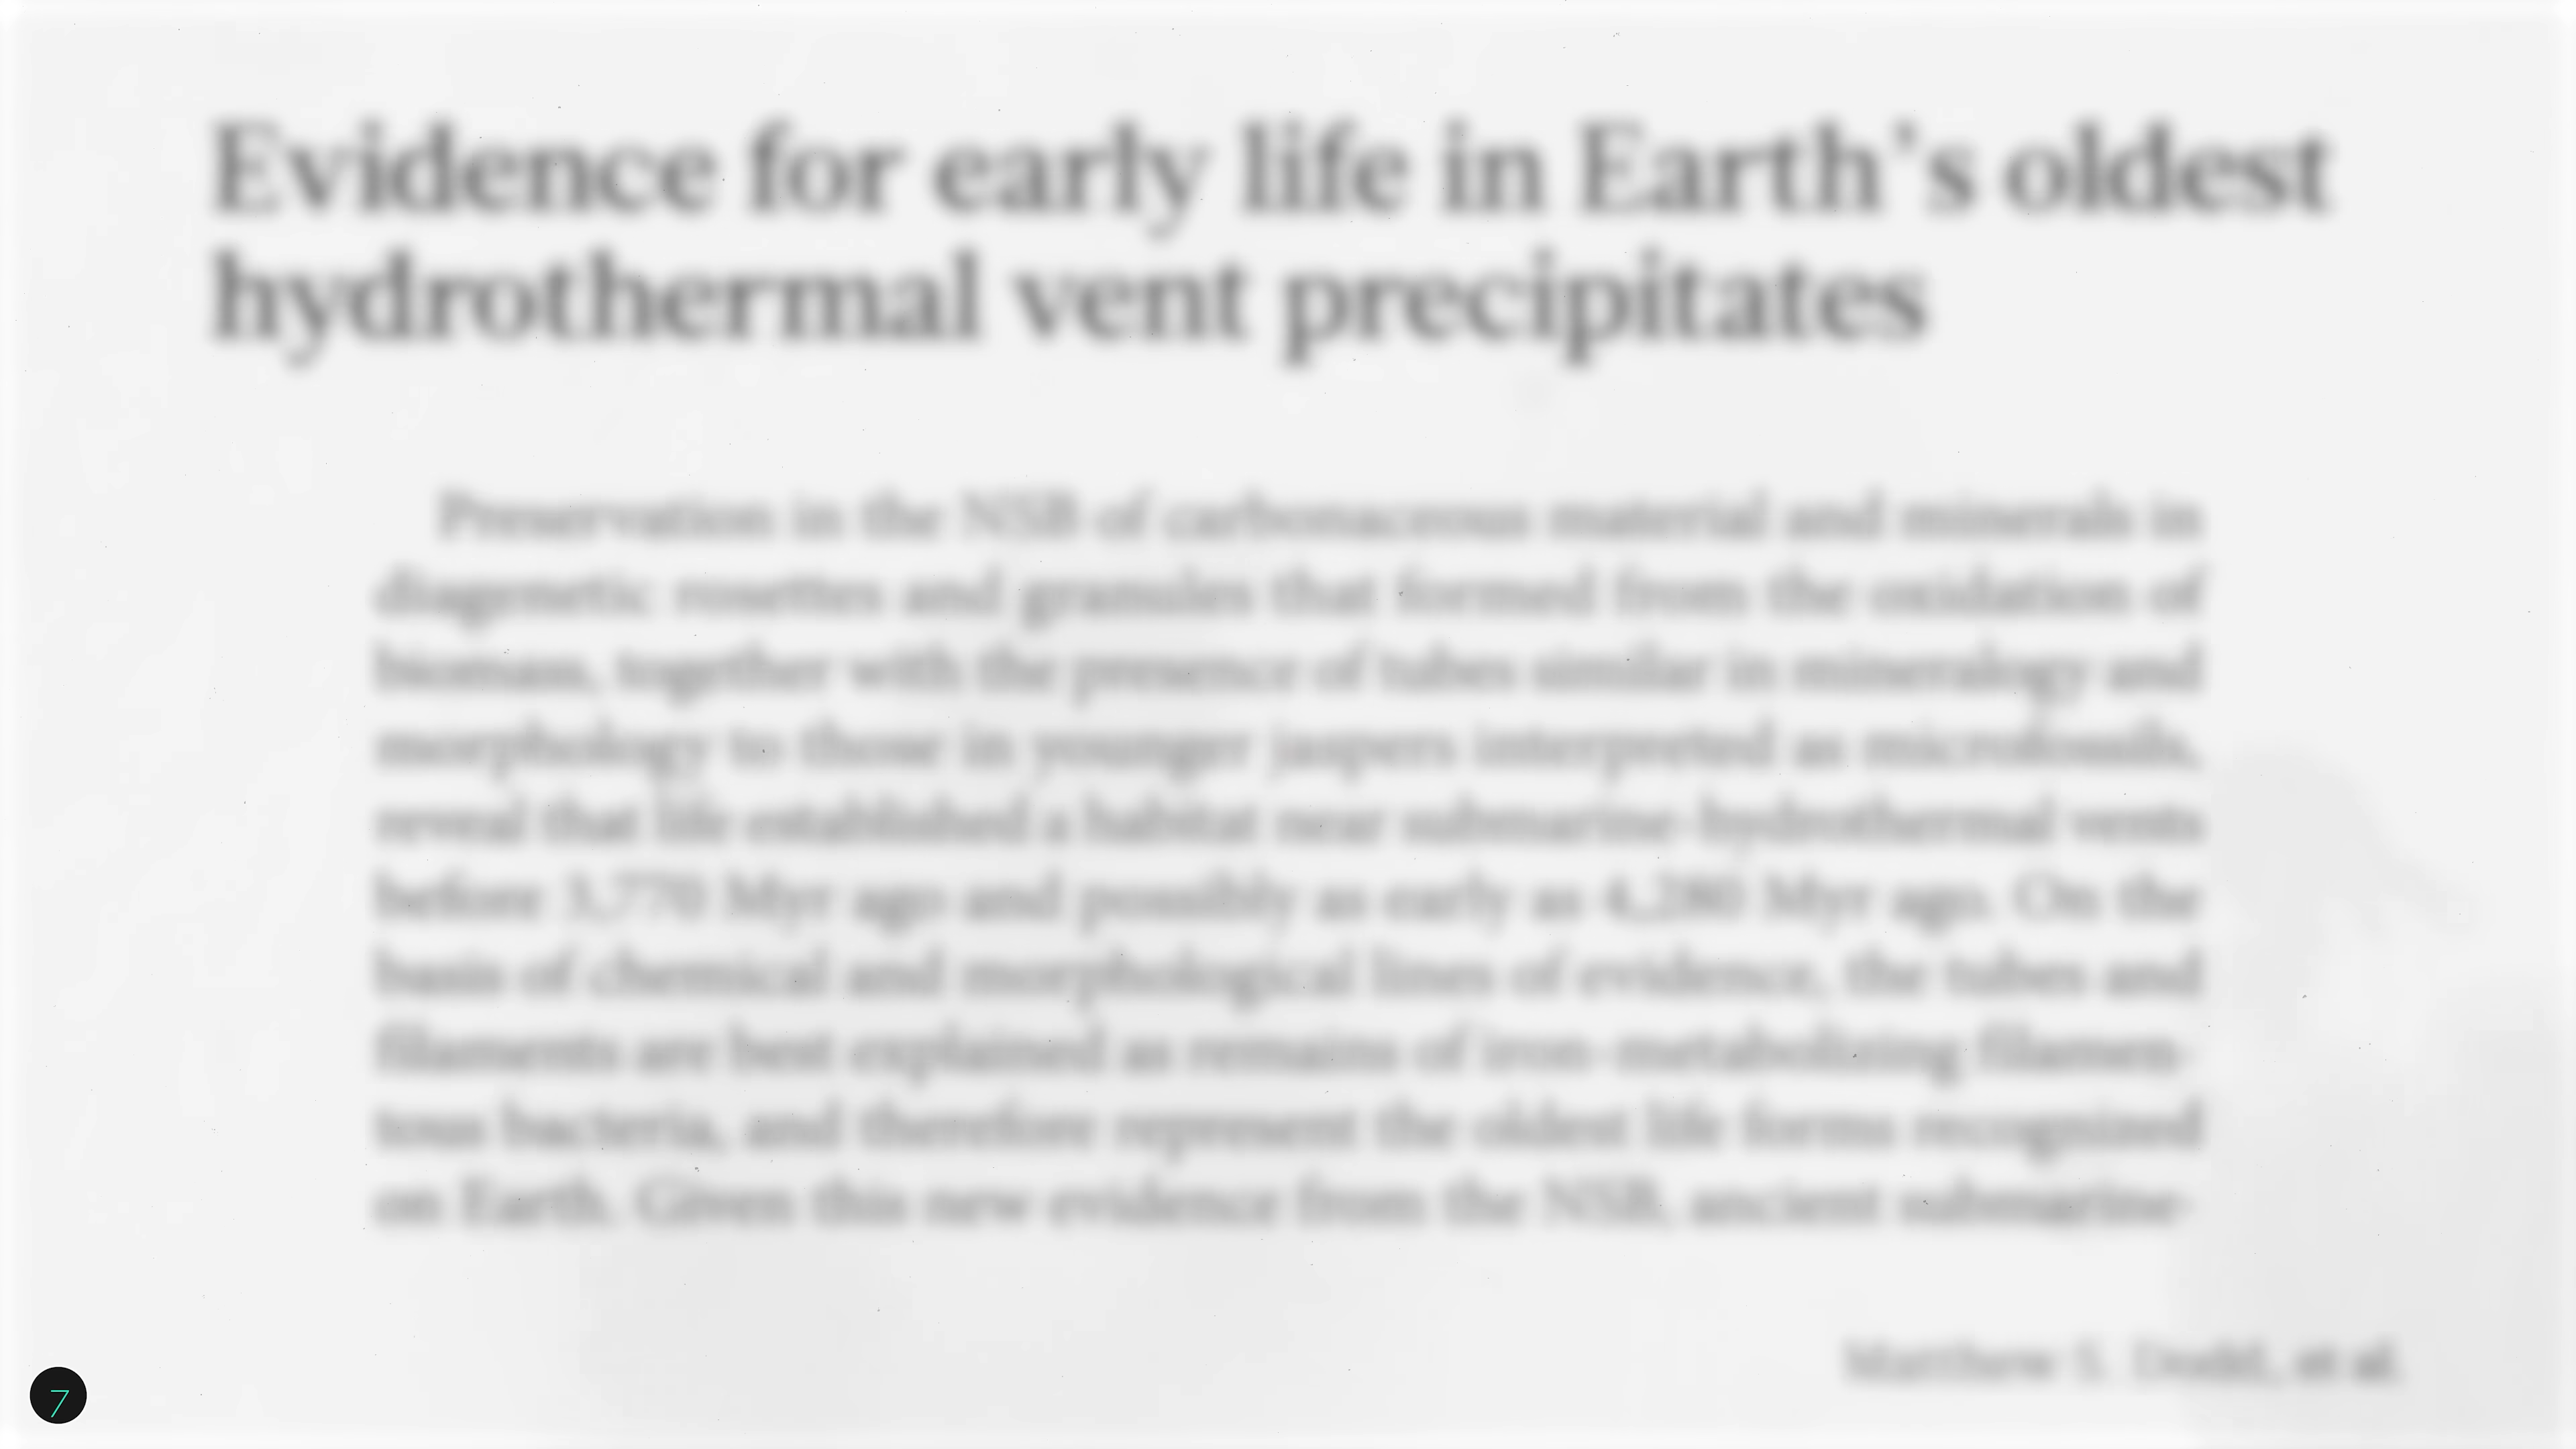 Evidence for early life in Earth's oldest
hydrothermal vent precipitates
Preservation in the NSB of carbonaceous material and minerals in
diagenetic rosettes and granules that formed from the oxidation of
biomass, together with the presence of tubes similar in mineralogy and
morphology to those in younger jaspers interpreted as microfossils,
reveal that life established a habitat near submarine-hydrothermal vents
before 3,770 Myr ago and possibly as early as 4,280 Myr ago. On the
basis of chemical and morphological lines of evidence, the tubes and
filaments are best explained as remains of iron-metabolizing filamen-
tous bacteria, and therefore represent the oldest life forms recognized
on Earth. Given this new evidence from the NSB, ancient submarine-
Matthew S. Dodd, et al.
7